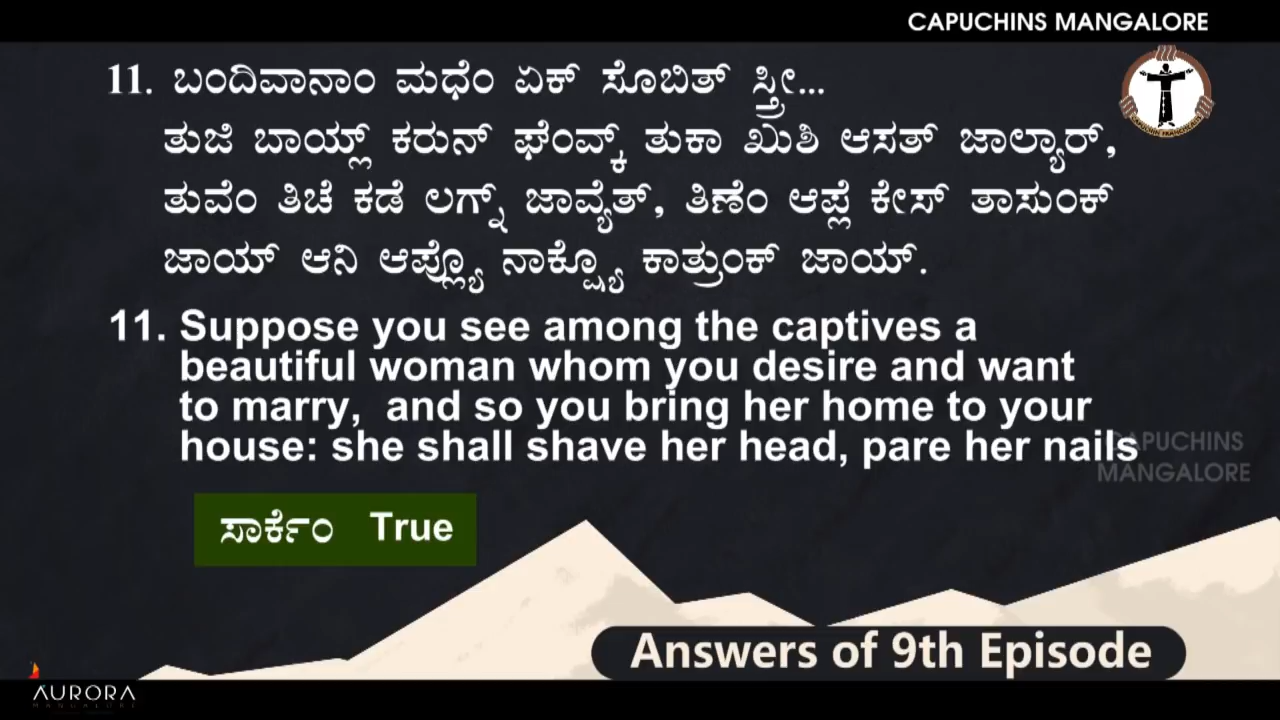 CAPUCHINS MANGALORE
11. ಬಂದಿವಾನಾಂ ಮಧೆಂ ಏಕ್ ಸೊಬಿತ್ ಸ್ತ್ರೀ...
ತುಜಿ ಬಾಯ್ಲ್ ಕರುನ್ ಘೆಂವ್ಕ್ ತುಕಾ ಖುಶಿ ಆಸತ್ ಜಾಲ್ಯಾರ್,
ತುವೆಂ ತಿಚೆ ಕಡೆ ಲಗ್ನ್ ಜಾವ್ಯೆತ್, ತಿಣೆಂ ಆಪ್ಲೆ ಕೇಸ್ ತಾಸುಂಕ್
ಜಾಯ್ ಆನಿ ಆಪ್ಲ್ಯೊ ನಾಕ್ಷ್ಯೊ ಕಾತ್ರುಂಕ್ ಜಾಯ್.
11. Suppose you see among the captives a
beautiful woman whom you desire and want
to marry, and so you bring her home to your
house: she shall shave her head, pare her nails
CAPUCHINS
MANGALORE
ಸಾರ್ಕೆಂ True
Answers of 9th Episode
AURORA
MANGALORE